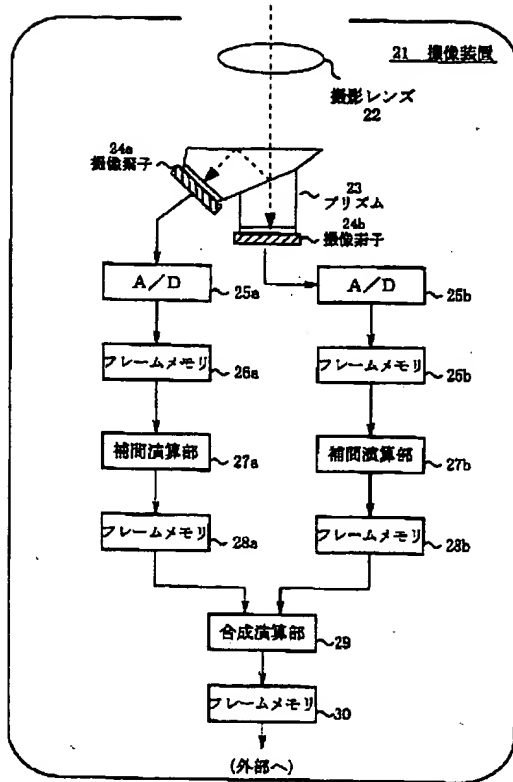 21 撮像装置
撮影レンズ
22
24a
撮像素子
23
プリズム
24b
撮像素子
A/D
25a
A/D
25b
フレームメモリ
26a
フレームメモリ
26b
補間演算部
27a
補間演算部
27b
フレームメモリ
28a
フレームメモリ
28b
合成演算部
29
フレームメモリ
30
(外部へ)